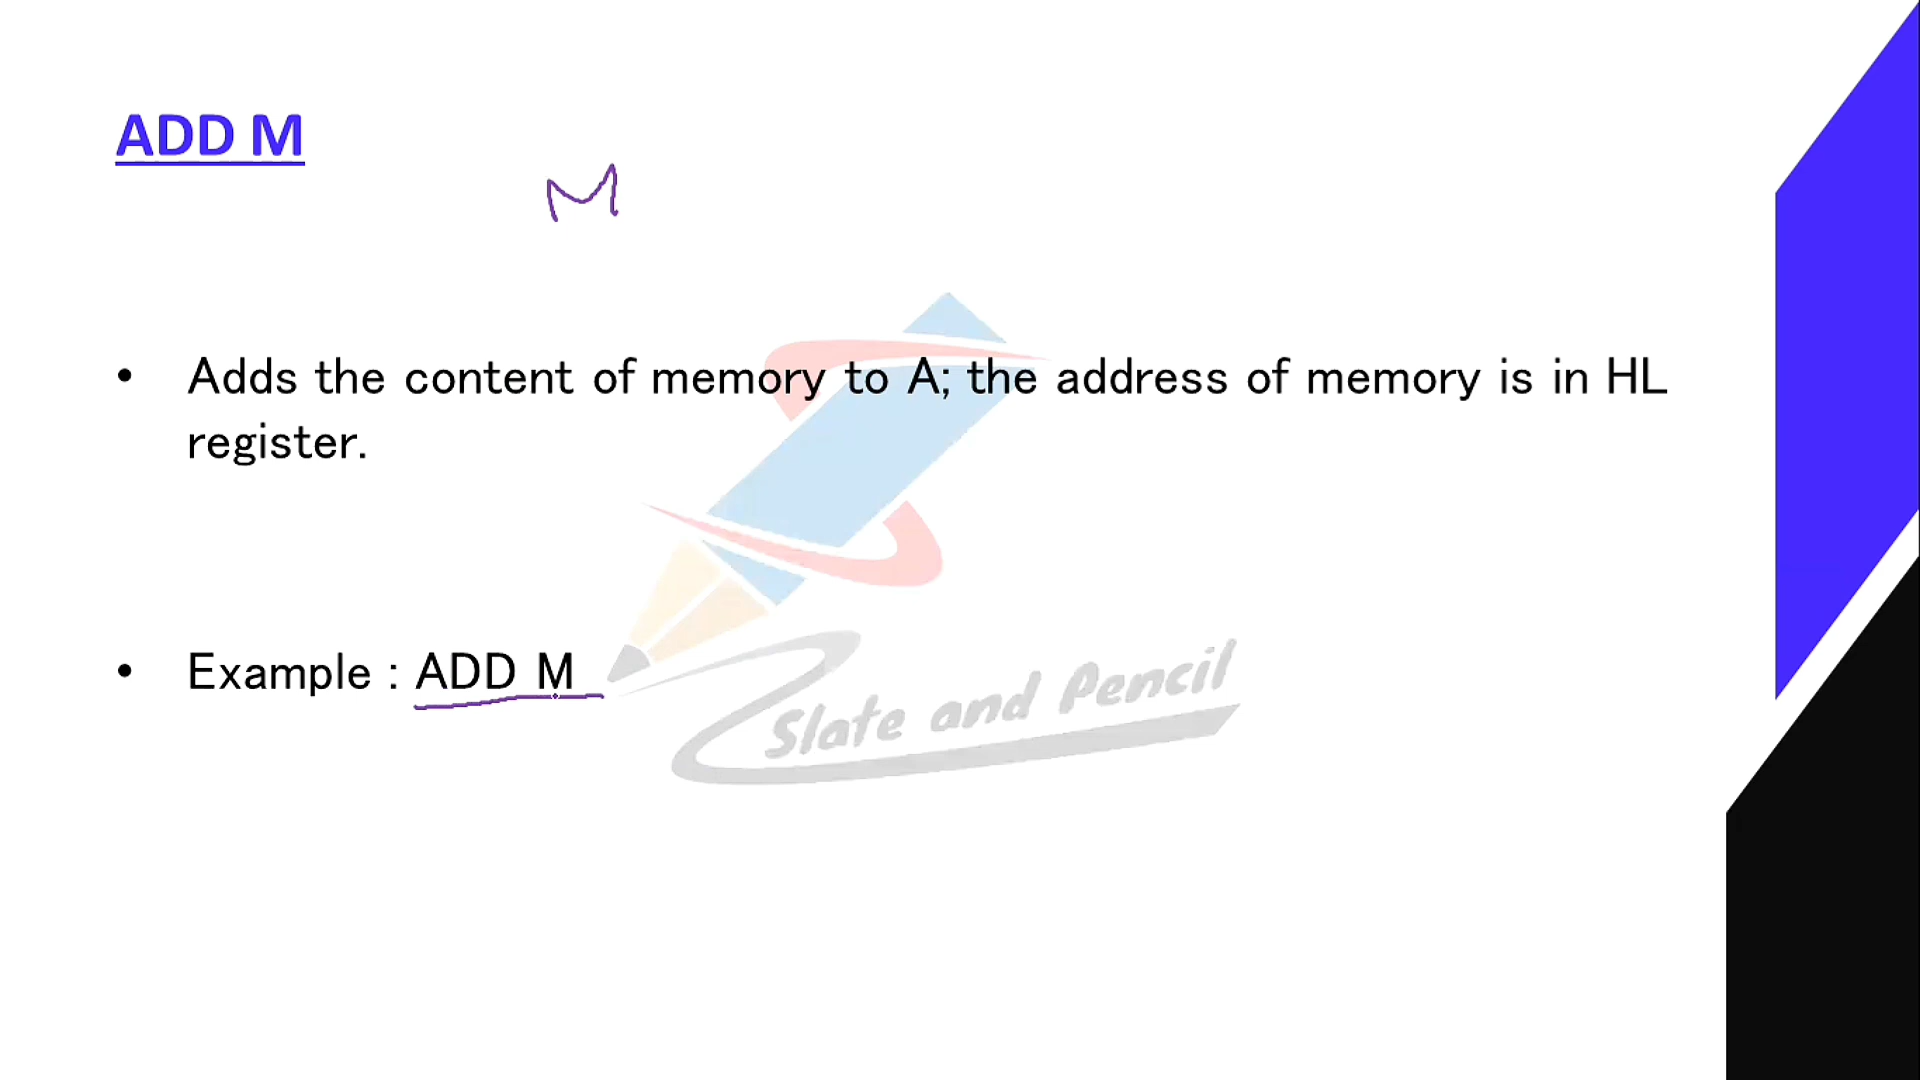 ADD M
M
• Adds the content of memory to A; the address of memory is in HL
register.
• Example : ADD M
Slate and Pencil